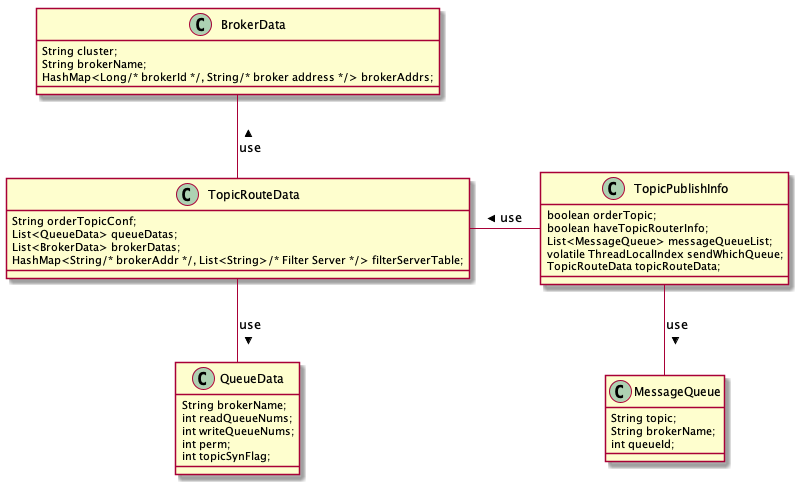 C BrokerData
String cluster;
String brokerName;
HashMap<Long/* brokerId */, String/* broker address */> brokerAddrs;
use
C TopicRouteData
String orderTopicConf;
List<QueueData> queueDatas;
List<BrokerData> brokerDatas;
HashMap<String/* brokerAddr */, List<String>/* Filter Server */> filterServerTable;
use
C TopicPublishInfo
boolean orderTopic;
boolean haveTopicRouterInfo;
List<MessageQueue> messageQueueList;
volatile ThreadLocalIndex sendWhichQueue;
TopicRouteData topicRouteData;
use
use
C QueueData
String brokerName;
int readQueueNums;
int writeQueueNums;
int perm;
int topicSynFlag;
C MessageQueue
String topic;
String brokerName;
int queueId;